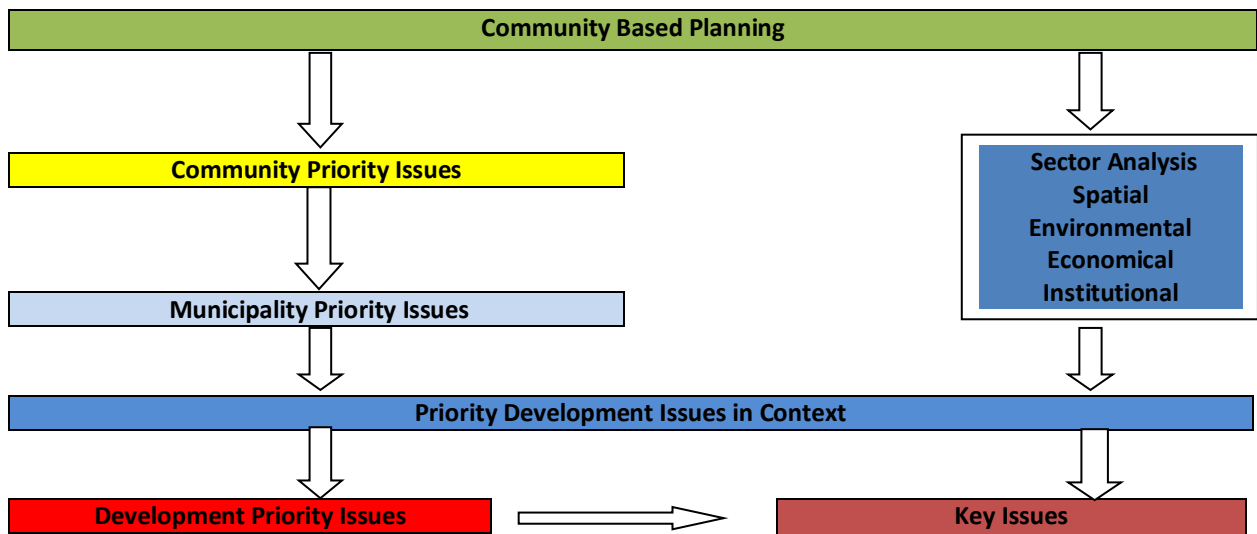 Community Based Planning
Community Priority Issues
Sector Analysis
Spatial
Environmental
Economical
Institutional
Municipality Priority Issues
Priority Development Issues in Context
Development Priority Issues
Key Issues